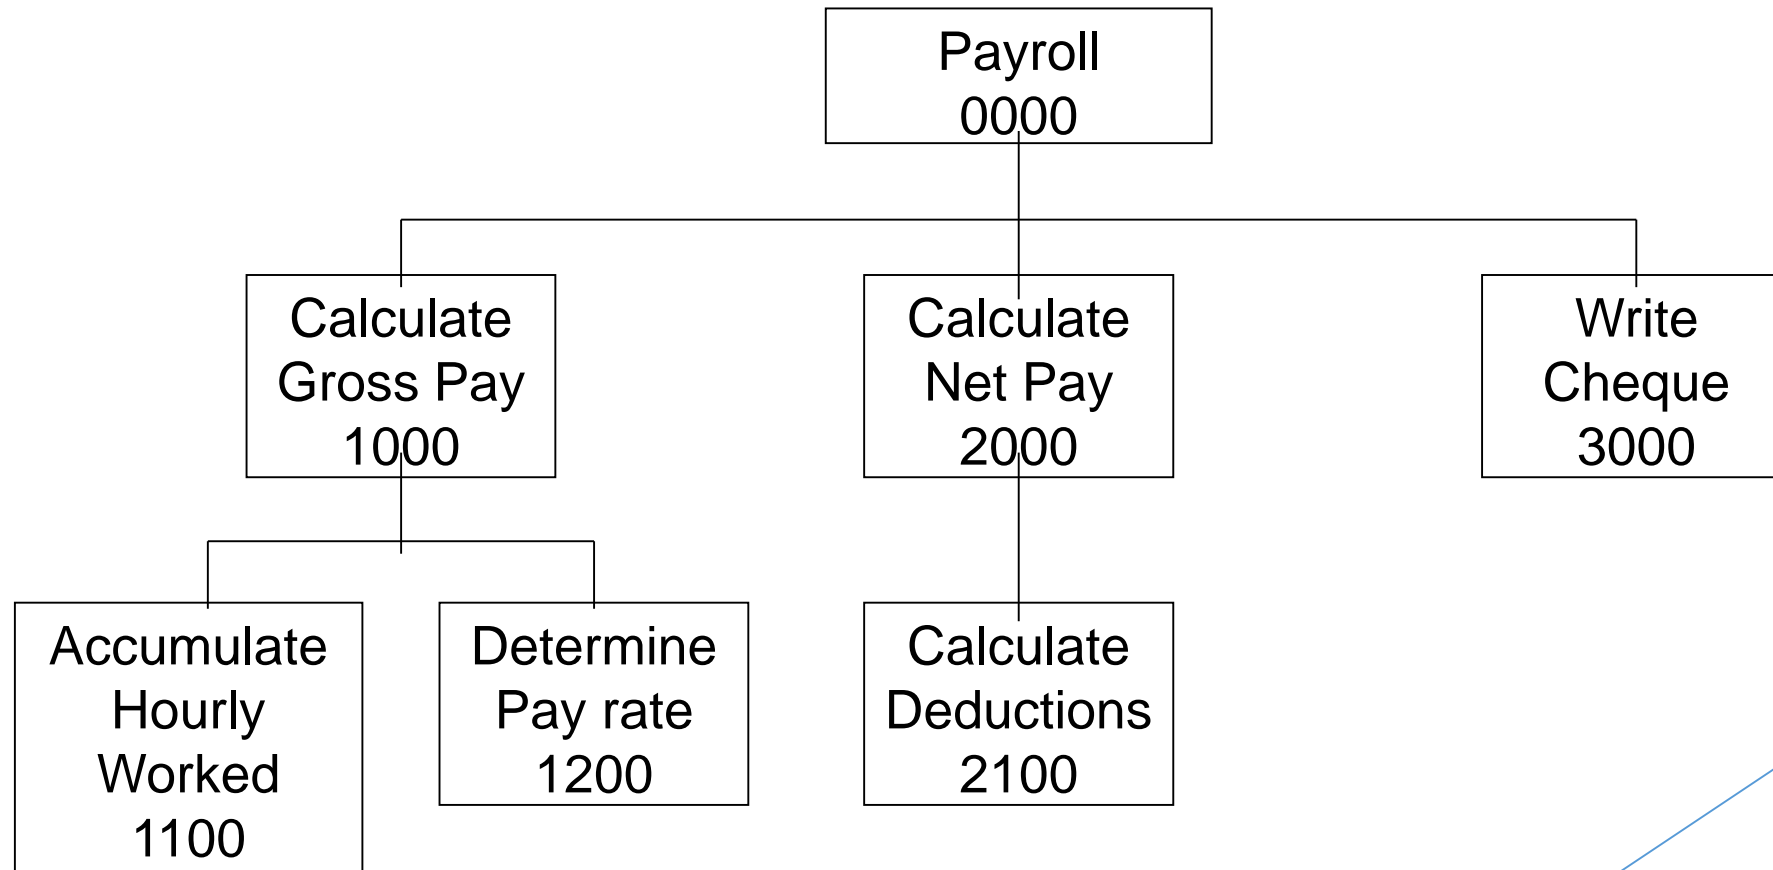 Payroll
0000
Calculate
Gross Pay
1000
Calculate
Net Pay
2000
Write
Cheque
3000
Accumulate
Hourly
Worked
1100
Determine
Pay rate
1200
Calculate
Deductions
2100